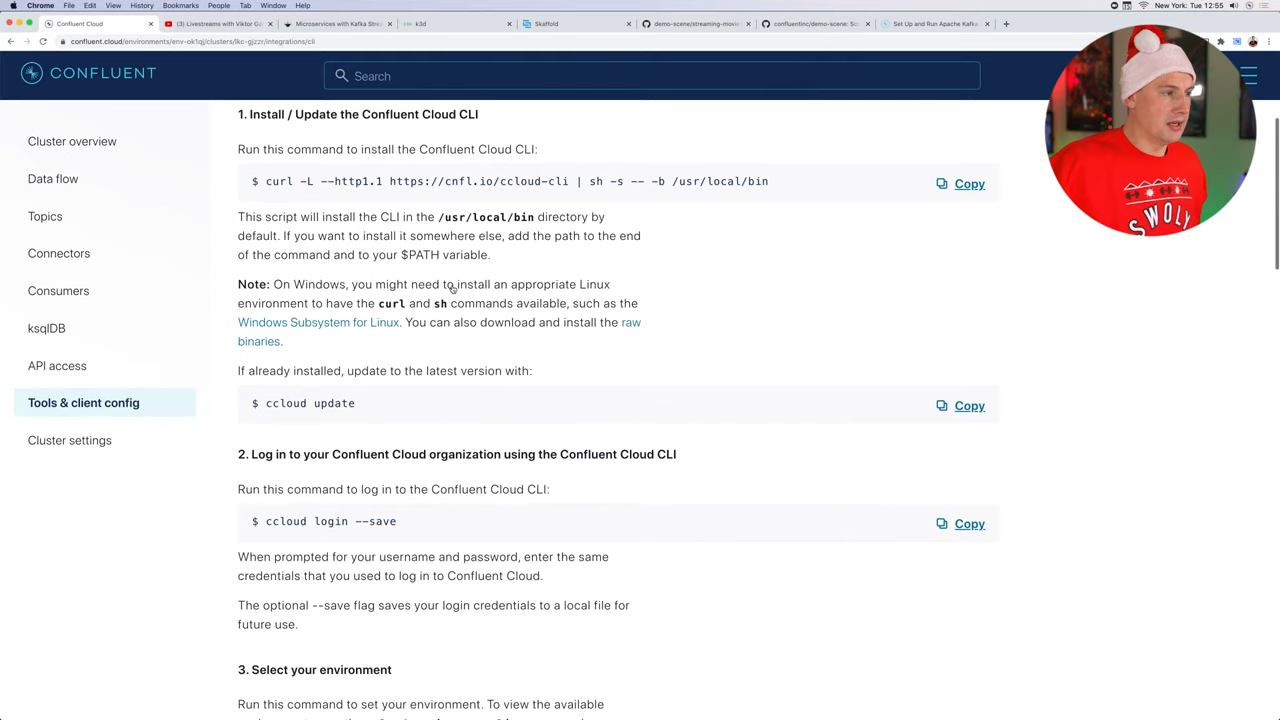 Chrome File Edit View History Bookmarks People Tab Window Help
New York: Tue 12:55
Confluent Cloud
(3) Livestreams with Viktor Ga
Microservices with Kafka Stre
k3d
Skaffold
demo-scene/streaming-movie
confluentinc/demo-scene: Sc
Set Up and Run Apache Kafka
confluent.cloud/environments/env-ok1qj/clusters/lkc-gjzzr/integrations/cli
CONFLUENT
Search
Cluster overview
Data flow
Topics
Connectors
Consumers
ksqlDB
API access
Tools & client config
Cluster settings
1. Install / Update the Confluent Cloud CLI
Run this command to install the Confluent Cloud CLI:
$ curl -L --http1.1 https://cnfl.io/ccloud-cli | sh -s -- -b /usr/local/bin
Copy
This script will install the CLI in the /usr/local/bin directory by
default. If you want to install it somewhere else, add the path to the end
of the command and to your $PATH variable.
Note: On Windows, you might need to install an appropriate Linux
environment to have the curl and sh commands available, such as the
Windows Subsystem for Linux. You can also download and install the raw
binaries.
If already installed, update to the latest version with:
$ ccloud update
Copy
2. Log in to your Confluent Cloud organization using the Confluent Cloud CLI
Run this command to log in to the Confluent Cloud CLI:
$ ccloud login --save
Copy
When prompted for your username and password, enter the same
credentials that you used to log in to Confluent Cloud.
The optional --save flag saves your login credentials to a local file for
future use.
3. Select your environment
Run this command to set your environment. To view the available
SWOLY